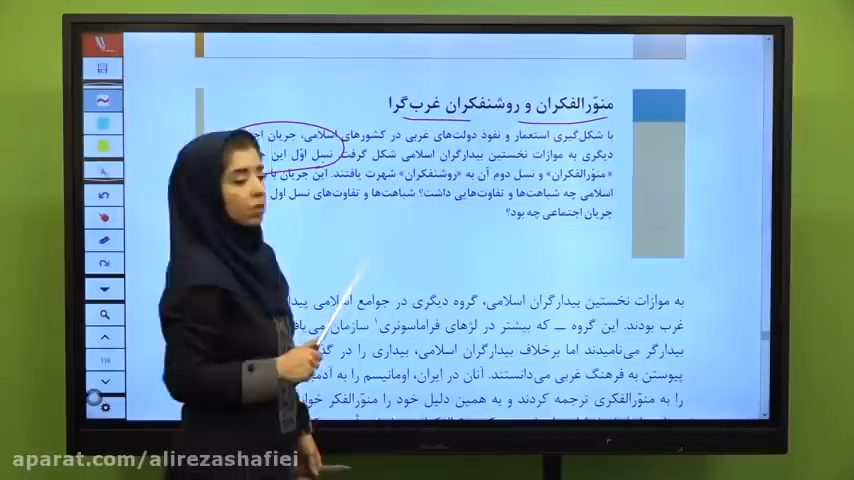 منوّرالفکران و روشنفکران غرب‌گرا
با شکل‌گیری استعمار و نفوذ دولت‌های غربی در کشورهای اسلامی، جریان
دیگری به موازات نخستین بیدارگران اسلامی شکل گرفت نسل اوّل این
«منوّرالفکران» و نسل دوم آن به «روشنفکران» شهرت یافتند. این جریان با
اسلامی چه شباهت‌ها و تفاوت‌هایی داشت؟ شباهت‌ها و تفاوت‌های نسل اول
جریان اجتماعی چه بود؟
به موازات نخستین بیدارگران اسلامی، گروه دیگری در جوامع اسلامی
غرب بودند. این گروه ــ که بیشتر در لژهای فراماسونری۱ سازمان
بیدارگر می‌نامیدند اما برخلاف بیدارگران اسلامی، بیداری را در
پیوستن به فرهنگ غربی می‌دانستند. آنان در ایران، اومانیسم را به
را به منوّرالفکری ترجمه کردند و به همین دلیل خود را منوّرالفکر
116
aparat.com/alirezashafiei